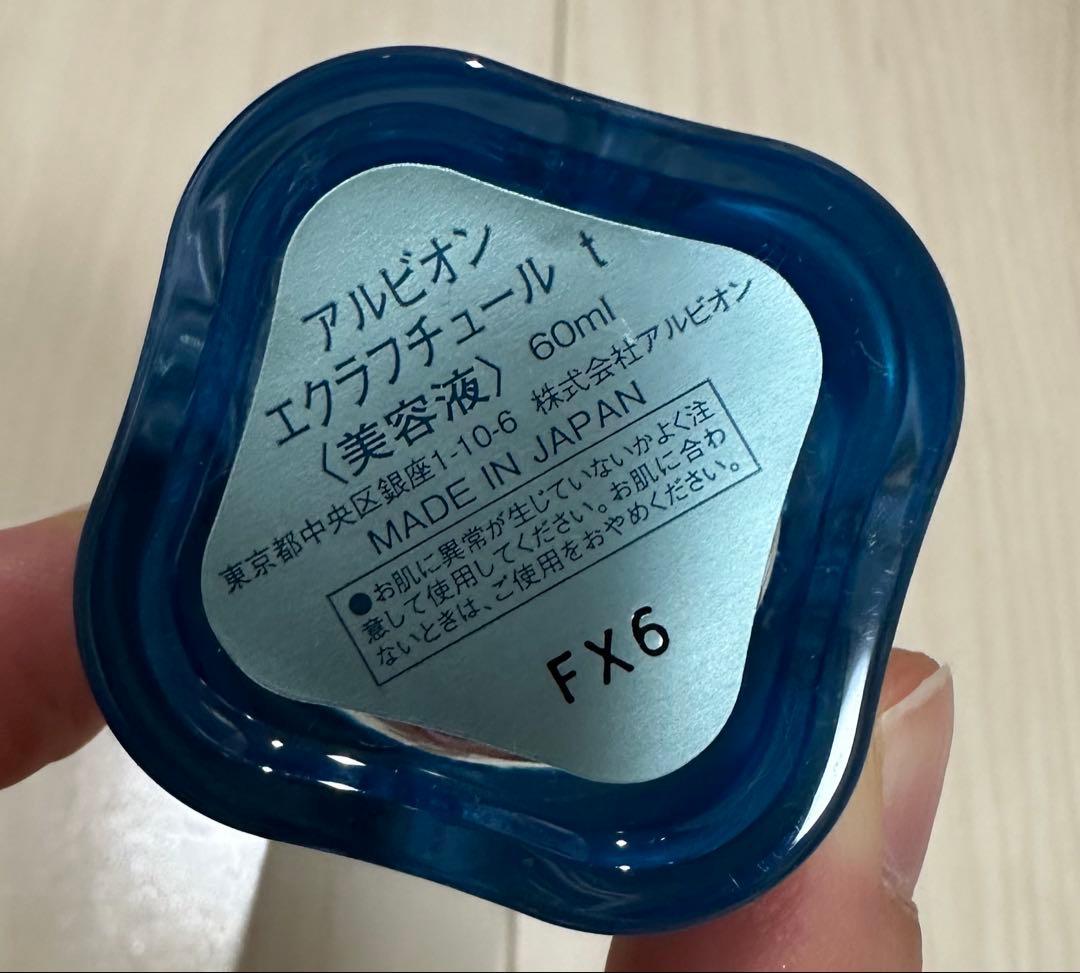 アルビオン
エクラフチュール t
〈美容液〉 60ml
東京都中央区銀座1-10-6 株式会社アルビオン
MADE IN JAPAN
●お肌に異常が生じていないかよく注
意して使用してください。お肌に合わ
ないときは、ご使用をおやめください。
FX6